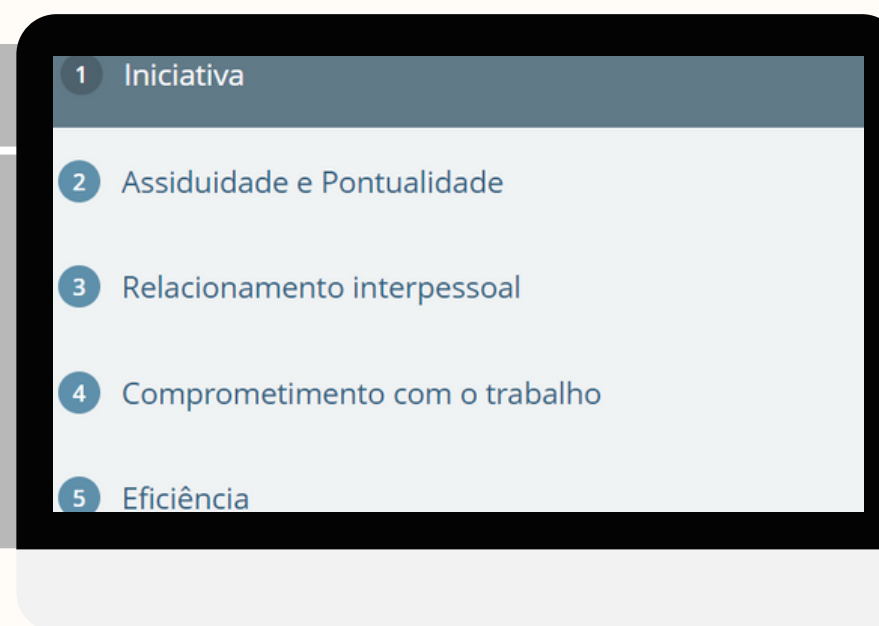 1 Iniciativa
2 Assiduidade e Pontualidade
3 Relacionamento interpessoal
4 Comprometimento com o trabalho
5 Eficiência